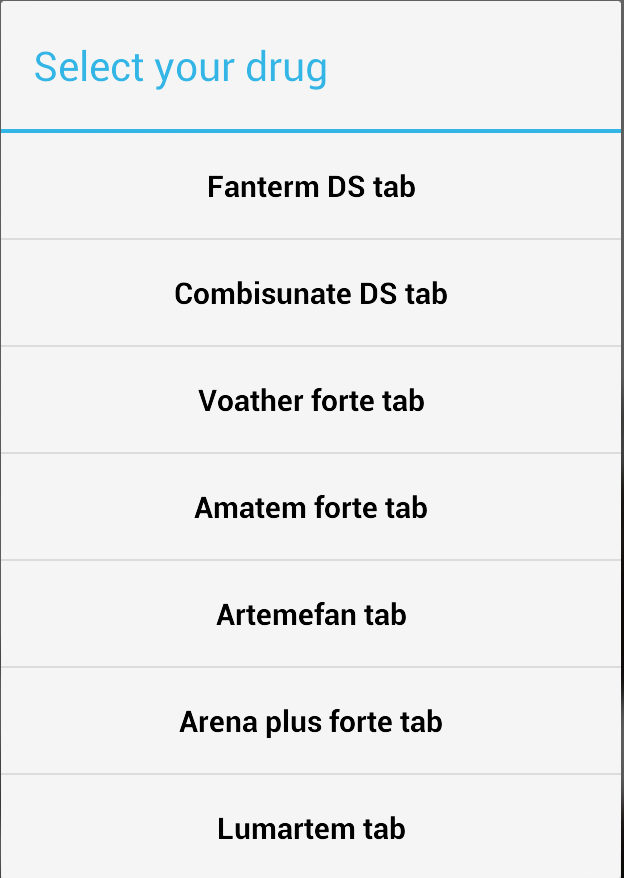 Select your drug
Fanterm DS tab
Combisunate DS tab
Voather forte tab
Amatem forte tab
Artemefan tab
Arena plus forte tab
Lumartem tab